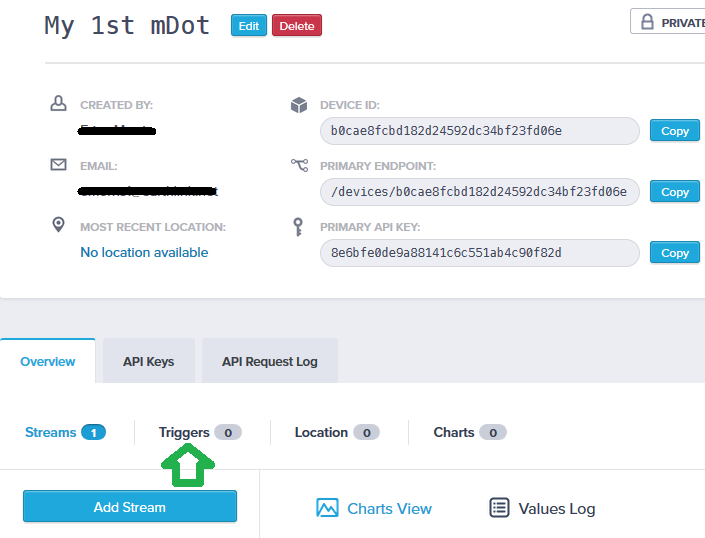 My 1st mDot Edit Delete PRIVATE
CREATED BY: DEVICE ID:
b0cae8fcbd182d24592dc34bf23fd06e Copy
EMAIL: PRIMARY ENDPOINT:
/devices/b0cae8fcbd182d24592dc34bf23fd06e Copy
MOST RECENT LOCATION: PRIMARY API KEY:
No location available 8e6bfe0de9a88141c6c551ab4c90f82d Copy
Overview API Keys API Request Log
Streams 1 Triggers 0 Location 0 Charts 0
Add Stream Charts View Values Log